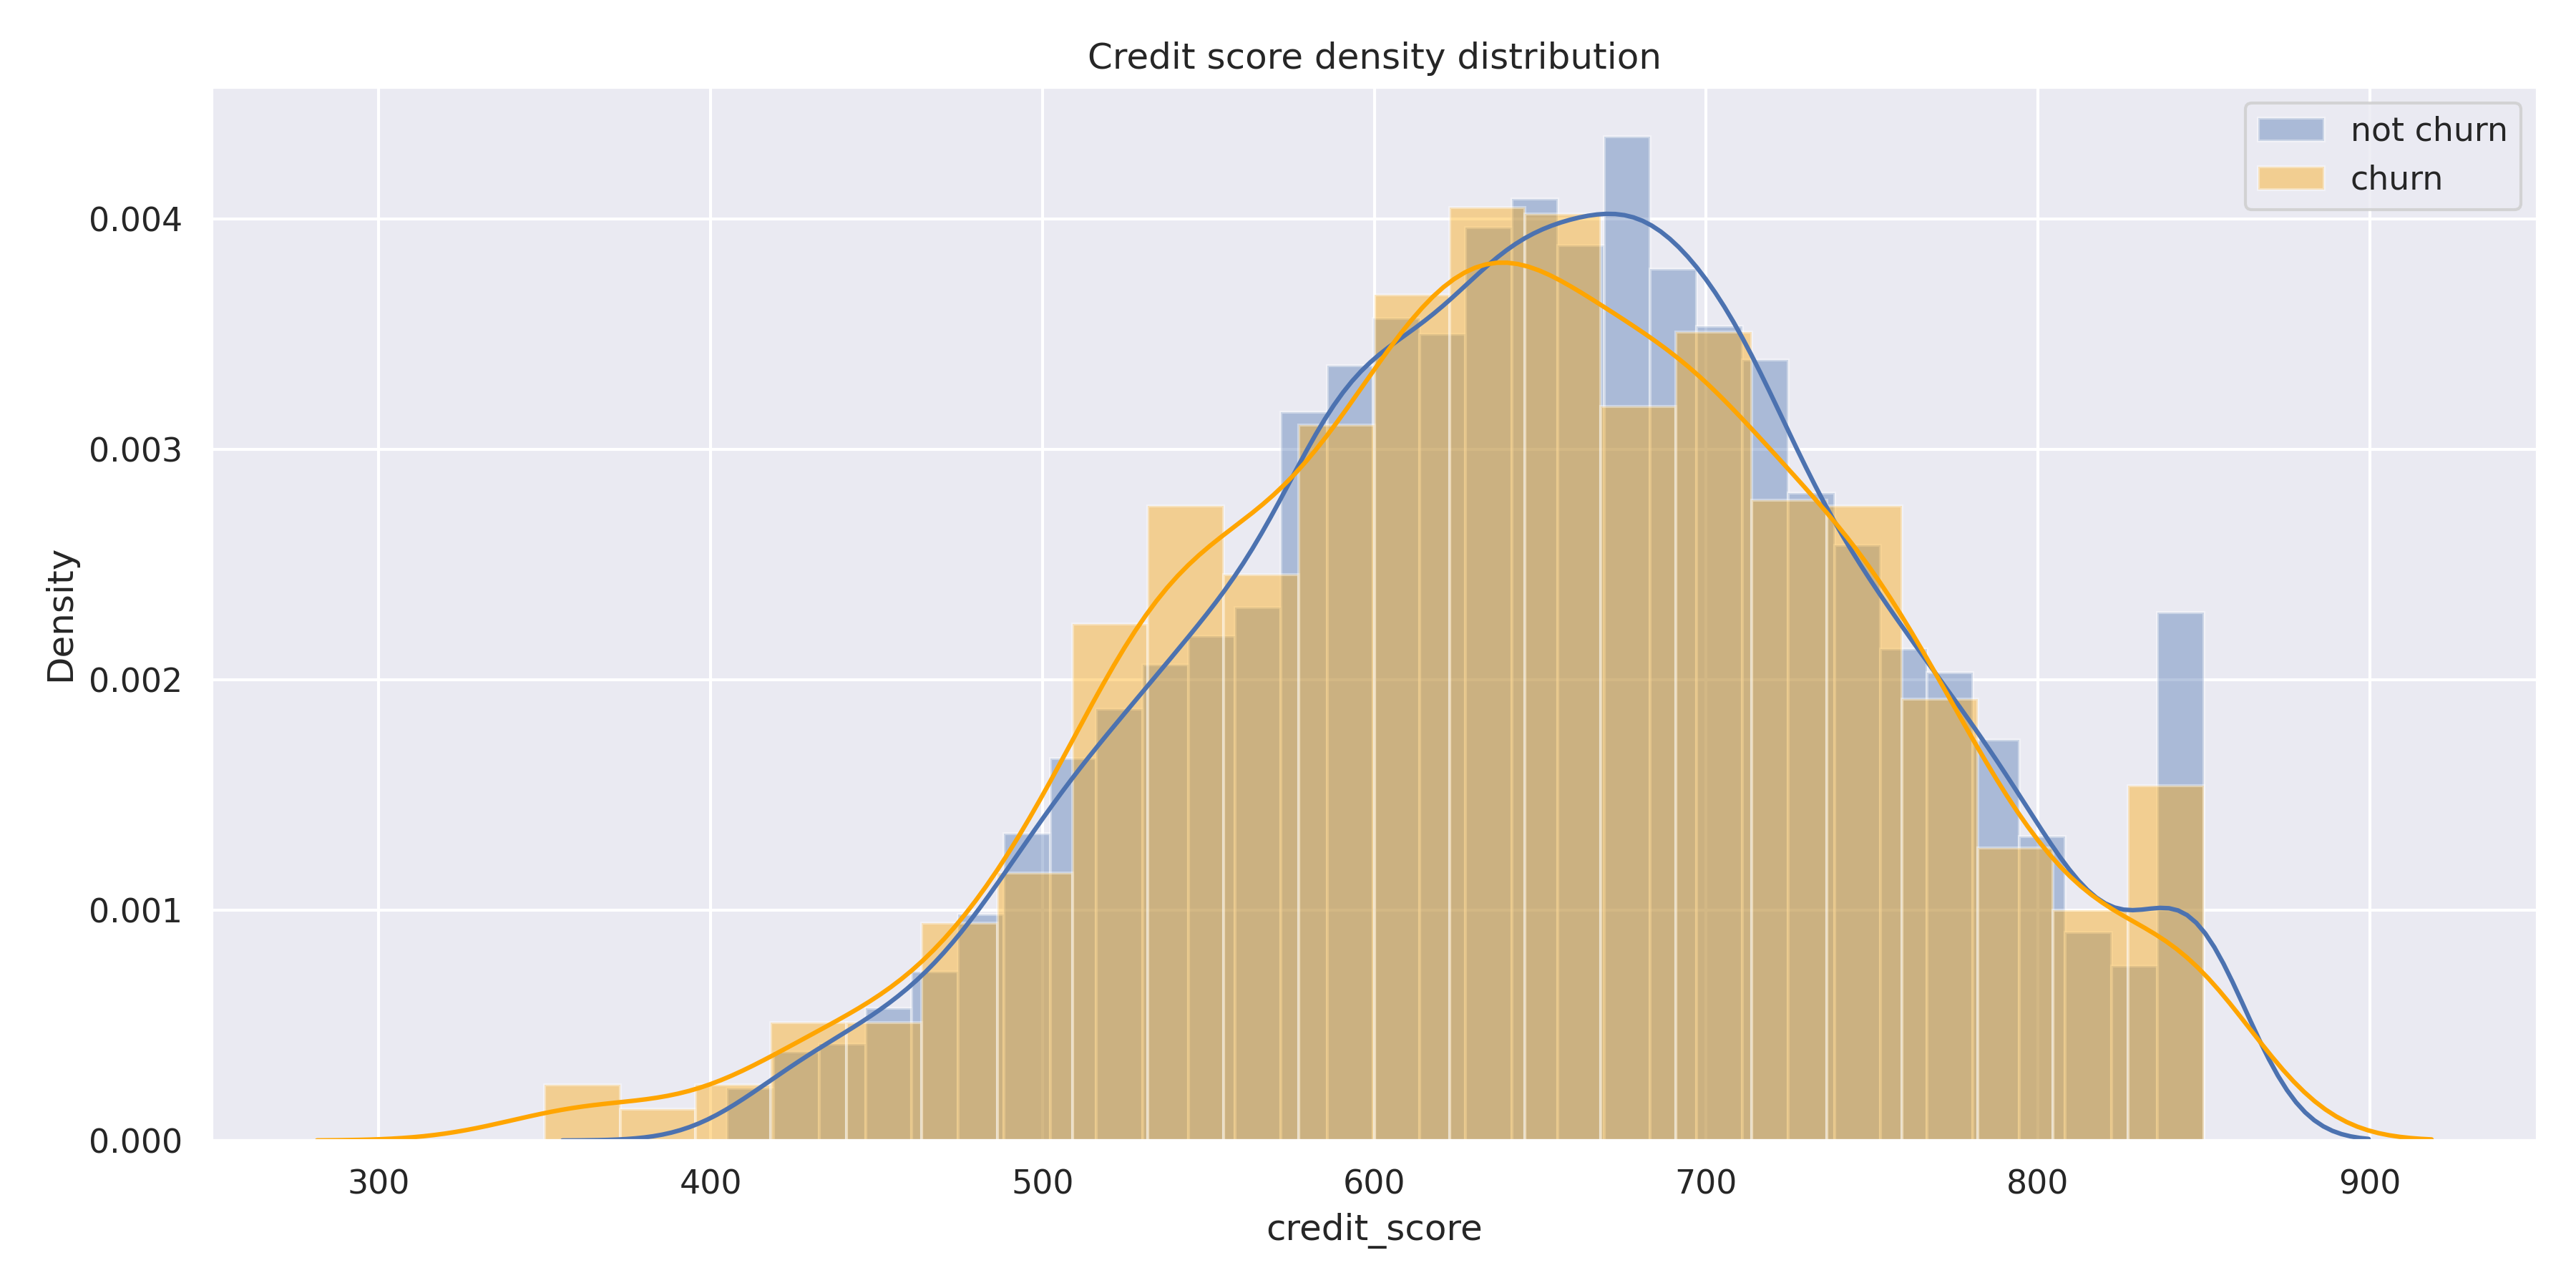 Credit score density distribution
not churn
churn
0.004
0.003
0.002
0.001
0.000
Density
300 400 500 600 700 800 900
credit_score